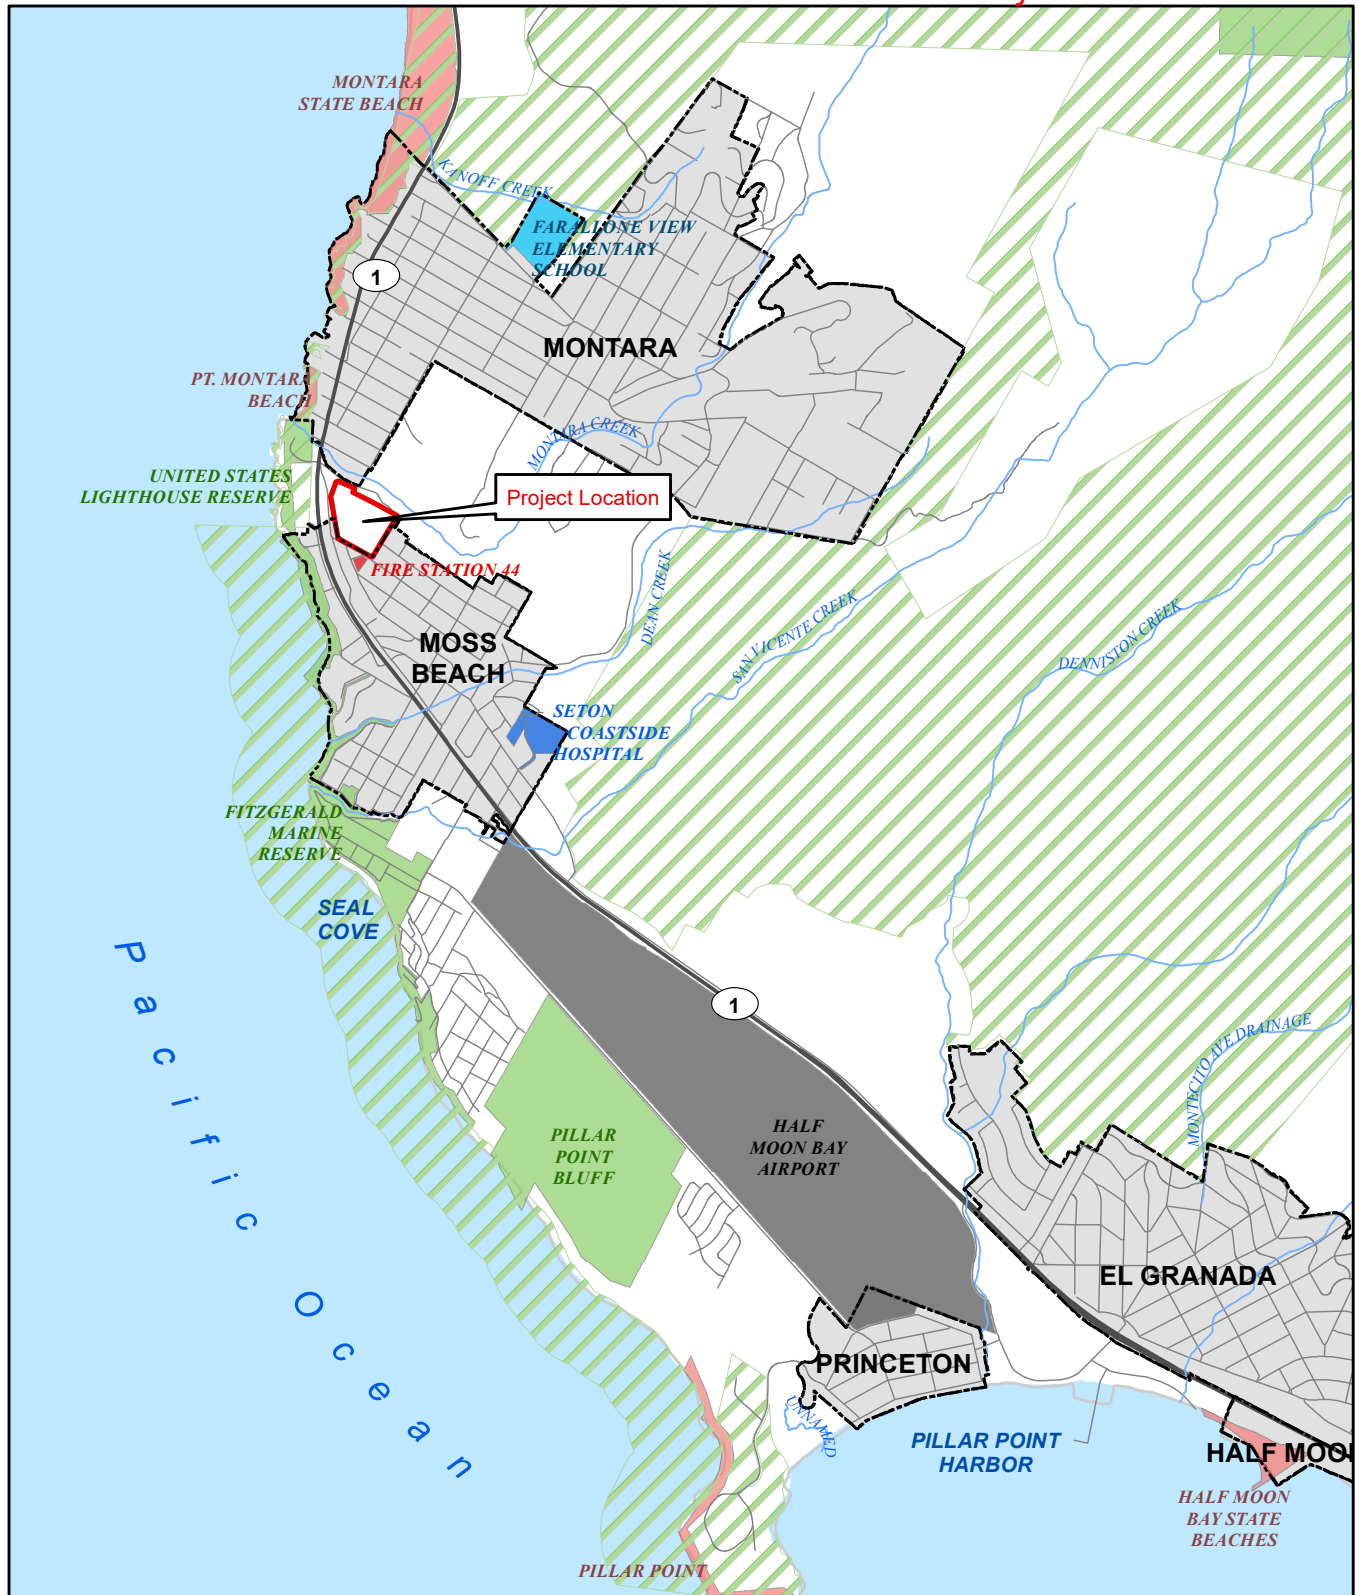 MONTARA
STATE BEACH
KANOFF CREEK
FARALLONE VIEW
ELEMENTARY
SCHOOL
1
MONTARA
PT. MONTARA
BEACH
MONTARA CREEK
UNITED STATES
LIGHTHOUSE RESERVE
Project Location
FIRE STATION 44
DEAN CREEK
SAN VICENTE CREEK
DENNISTON CREEK
MOSS
BEACH
SETON
COASTSIDE
HOSPITAL
FITZGERALD
MARINE
RESERVE
SEAL
COVE
Pacific Ocean
1
MONTECITO AVE DRAINAGE
PILLAR
POINT
BLUFF
HALF
MOON BAY
AIRPORT
EL GRANADA
PRINCETON
UNNAMED
PILLAR POINT
HARBOR
HALF MOO
HALF MOON
BAY STATE
BEACHES
PILLAR POINT